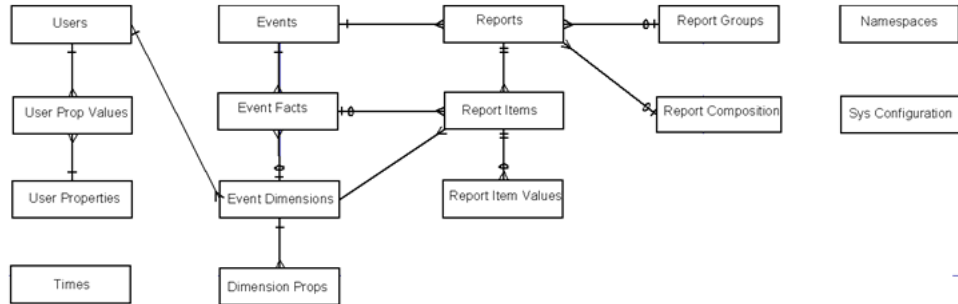 Users
Events
Reports
Report Groups
Namespaces
User Prop Values
Event Facts
Report Items
Report Composition
Sys Configuration
User Properties
Event Dimensions
Report Item Values
Times
Dimension Props